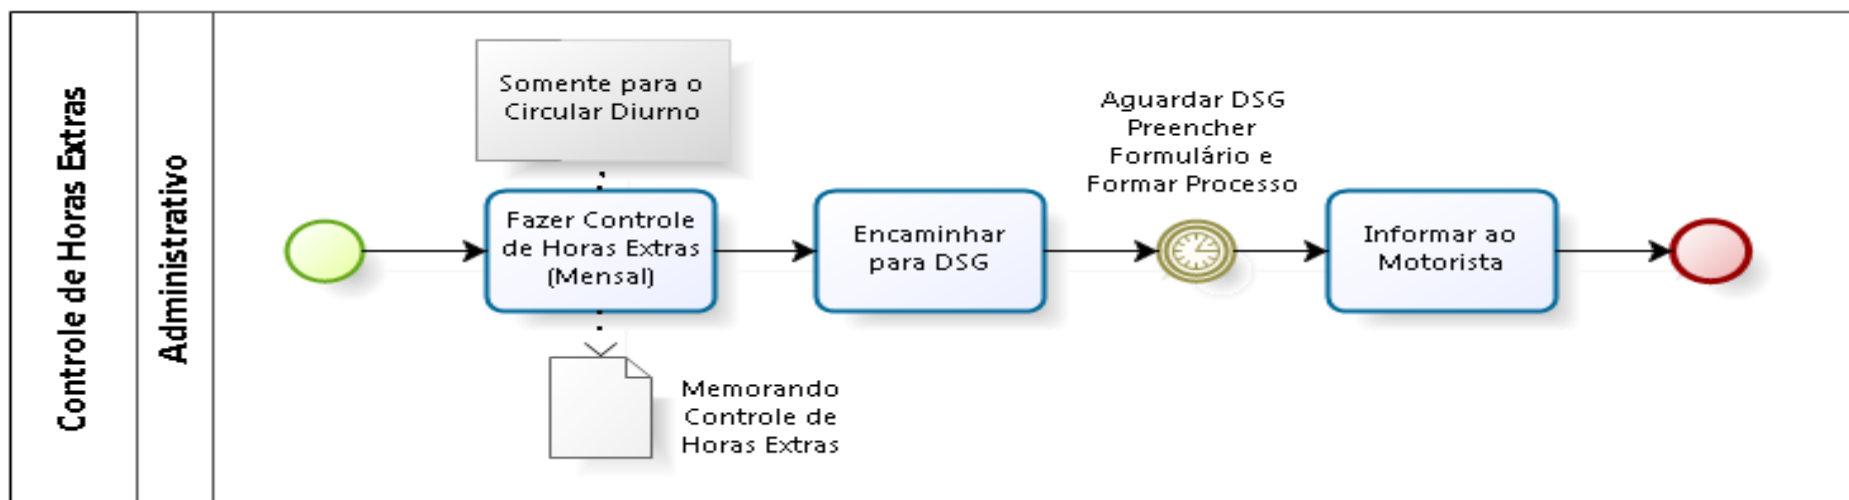 Controle de Horas Extras
Administrativo
Somente para o
Circular Diurno
Fazer Controle
de Horas Extras
(Mensal)
Memorando
Controle de
Horas Extras
Encaminhar
para DSG
Aguardar DSG
Preencher
Formulário e
Formar Processo
Informar ao
Motorista